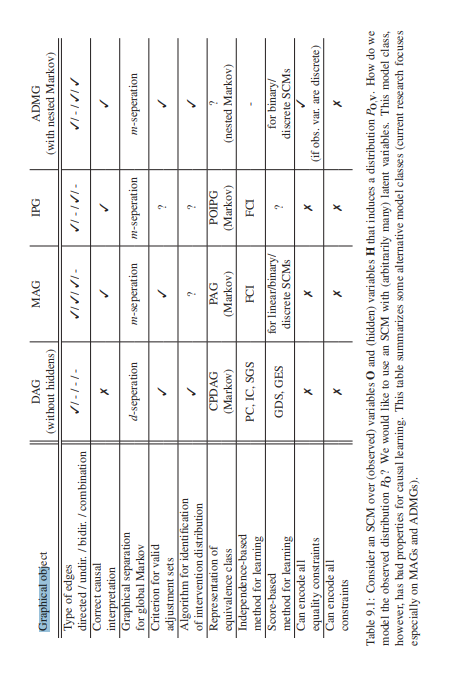 Graphical object DAG MAG IPG ADMG
(without hiddens) (with nested Markov)
Type of edges ✓/ - / - / - ✓/✓/✓/ - ✓/ - /✓/ - ✓/ - /✓/✓
directed / undir. / bidir. / combination
Correct causal ✗ ✓ ✓ ✓
interpretation
Graphical separation d-seperation m-seperation m-seperation m-seperation
for global Markov
Criterion for valid ✓ ✓ ? ✓
adjustment sets
Algorithm for identification ✓ ? ? ✓
of intervention distribution
Representation of CPDAG PAG POIPG ?
equivalence class (Markov) (Markov) (Markov) (nested Markov)
Independence-based PC, IC, SGS FCI FCI -
method for learning
Score-based GDS, GES for linear/binary/ ? for binary/
method for learning discrete SCMs discrete SCMs
Can encode all ✗ ✗ ✗ ✓
equality constraints (if obs. var. are discrete)
Can encode all ✗ ✗ ✗ ✗
constraints
Table 9.1: Consider an SCM over (observed) variables O and (hidden) variables H that induces a distribution P_{O,H}. How do we
model the observed distribution P_O? We would like to use an SCM with (arbitrarily many) latent variables. This model class,
however, has bad properties for causal learning. This table summarizes some alternative model classes (current research focuses
especially on MAGs and ADMGs).